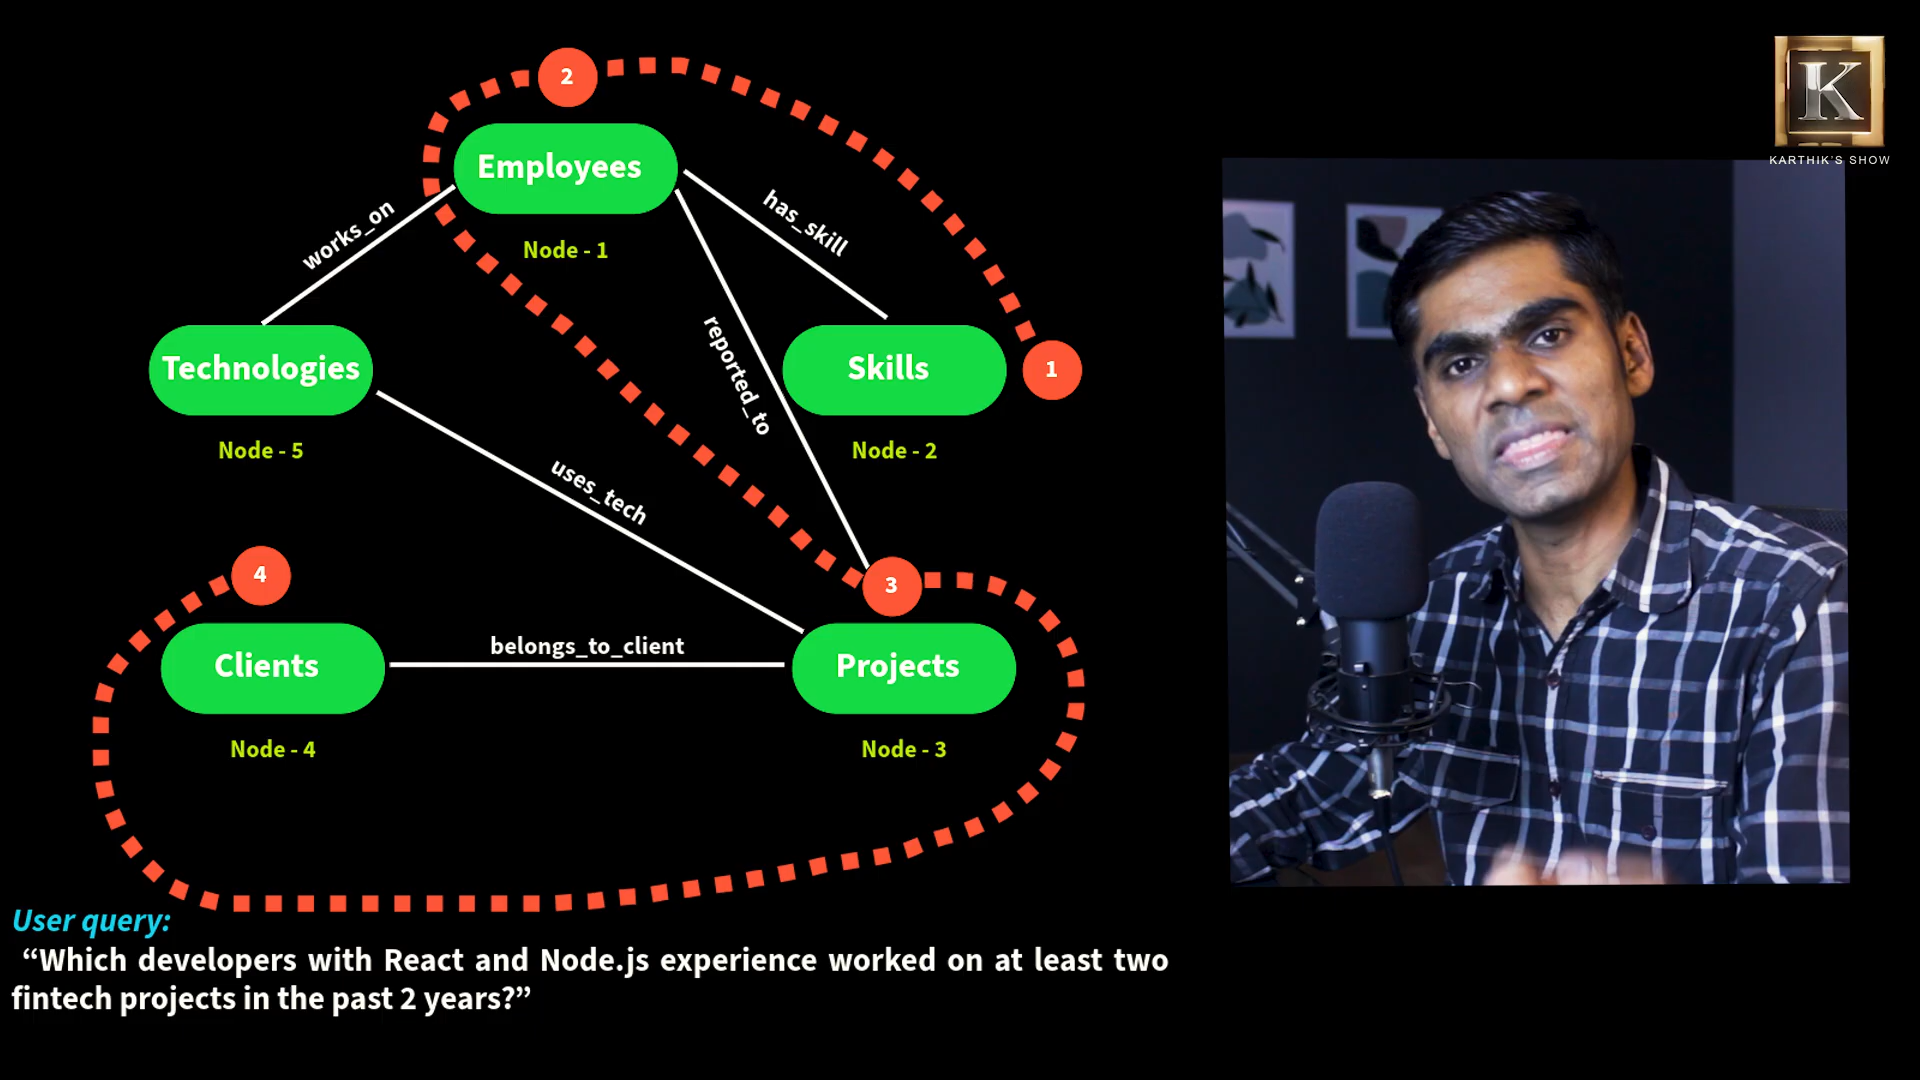 2
K
KARTHIK'S SHOW
Employees
has_skill
works_on
Node - 1
reported_to
Technologies
Skills
1
Node - 5
Node - 2
uses_tech
4
3
belongs_to_client
Clients
Projects
Node - 4
Node - 3
User query:
“Which developers with React and Node.js experience worked on at least two
fintech projects in the past 2 years?”